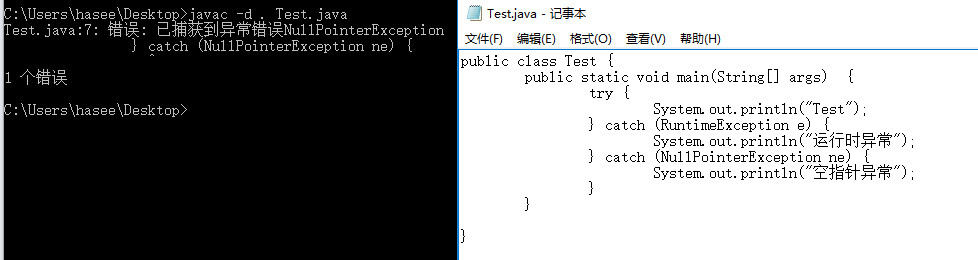 C:\Users\hasee\Desktop>javac -d . Test.java
Test.java:7: 错误: 已捕获到异常错误NullPointerException
} catch (NullPointerException ne) {
^
1 个错误
C:\Users\hasee\Desktop>
Test.java - 记事本
文件(F) 编辑(E) 格式(O) 查看(V) 帮助(H)
public class Test {
public static void main(String[] args) {
try {
System.out.println("Test");
} catch (RuntimeException e) {
System.out.println("运行时异常");
} catch (NullPointerException ne) {
System.out.println("空指针异常");
}
}
}